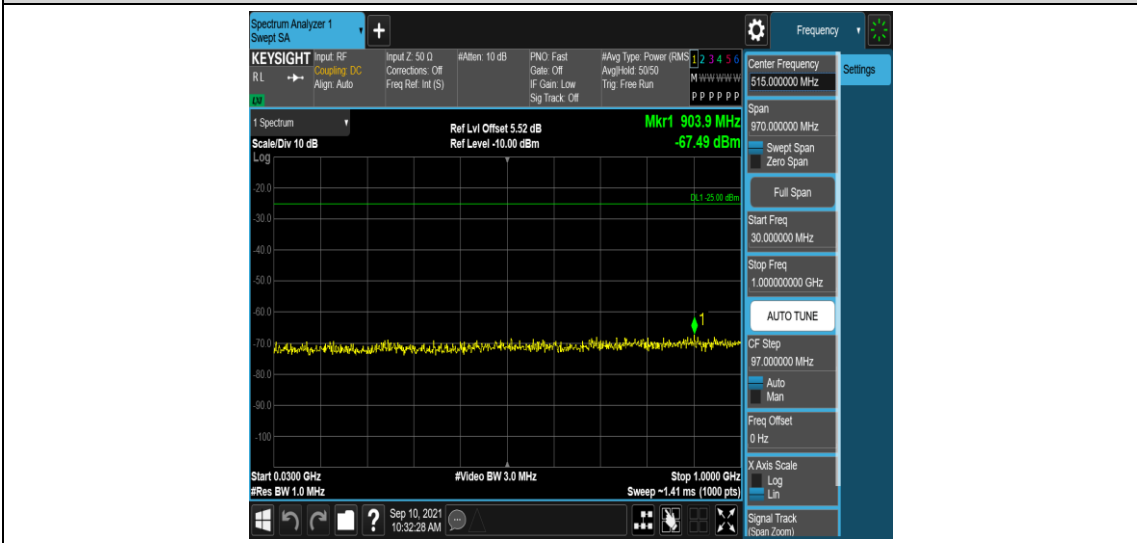 Spectrum Analyzer 1
Swept SA
+
Frequency
KEYSIGHT
RL
LXI
Input: RF
Coupling: DC
Align: Auto
Input Z: 50 Ω
Corrections: Off
Freq Ref: Int (S)
#Atten: 10 dB
PNO: Fast
Gate: Off
IF Gain: Low
Sig Track: Off
#Avg Type: Power (RMS
Avg|Hold: 50/50
Trig: Free Run
1 2 3 4 5 6
M W W W W W
P P P P P P
1 Spectrum
Scale/Div 10 dB
Log
Ref Lvl Offset 5.52 dB
Ref Level -10.00 dBm
Mkr1 903.9 MHz
-67.49 dBm
DL1 -25.00 dBm
-20.0
-30.0
-40.0
-50.0
-60.0
-70.0
-80.0
-90.0
-100
1
Start 0.0300 GHz
#Res BW 1.0 MHz
#Video BW 3.0 MHz
Stop 1.0000 GHz
Sweep ~1.41 ms (1000 pts)
?
Sep 10, 2021
10:32:28 AM
Center Frequency
515.000000 MHz
Settings
Span
970.000000 MHz
Swept Span
Zero Span
Full Span
Start Freq
30.000000 MHz
Stop Freq
1.000000000 GHz
AUTO TUNE
CF Step
97.000000 MHz
Auto
Man
Freq Offset
0 Hz
X Axis Scale
Log
Lin
Signal Track
(Span Zoom)